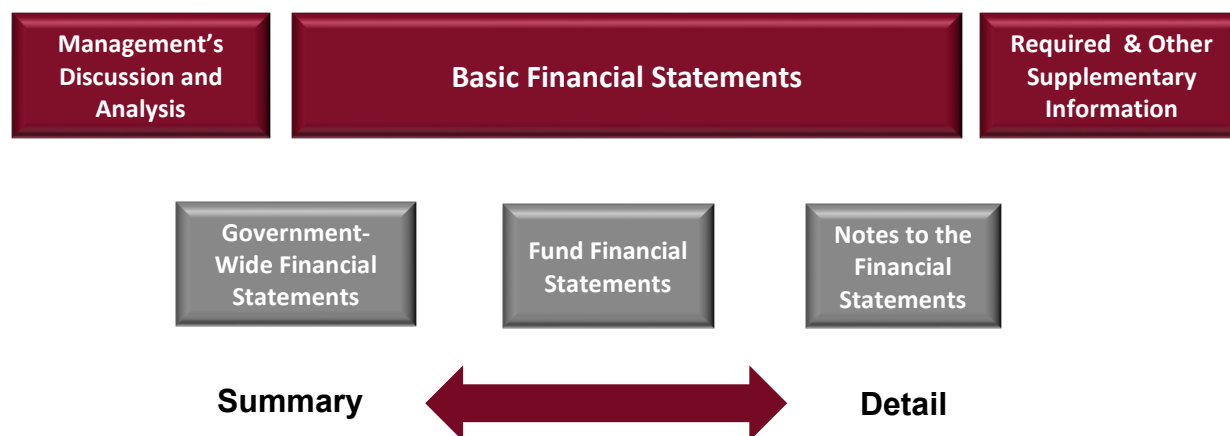 Management’s
Discussion and
Analysis
Basic Financial Statements
Required & Other
Supplementary
Information
Government-
Wide Financial
Statements
Fund Financial
Statements
Notes to the
Financial
Statements
Summary
Detail